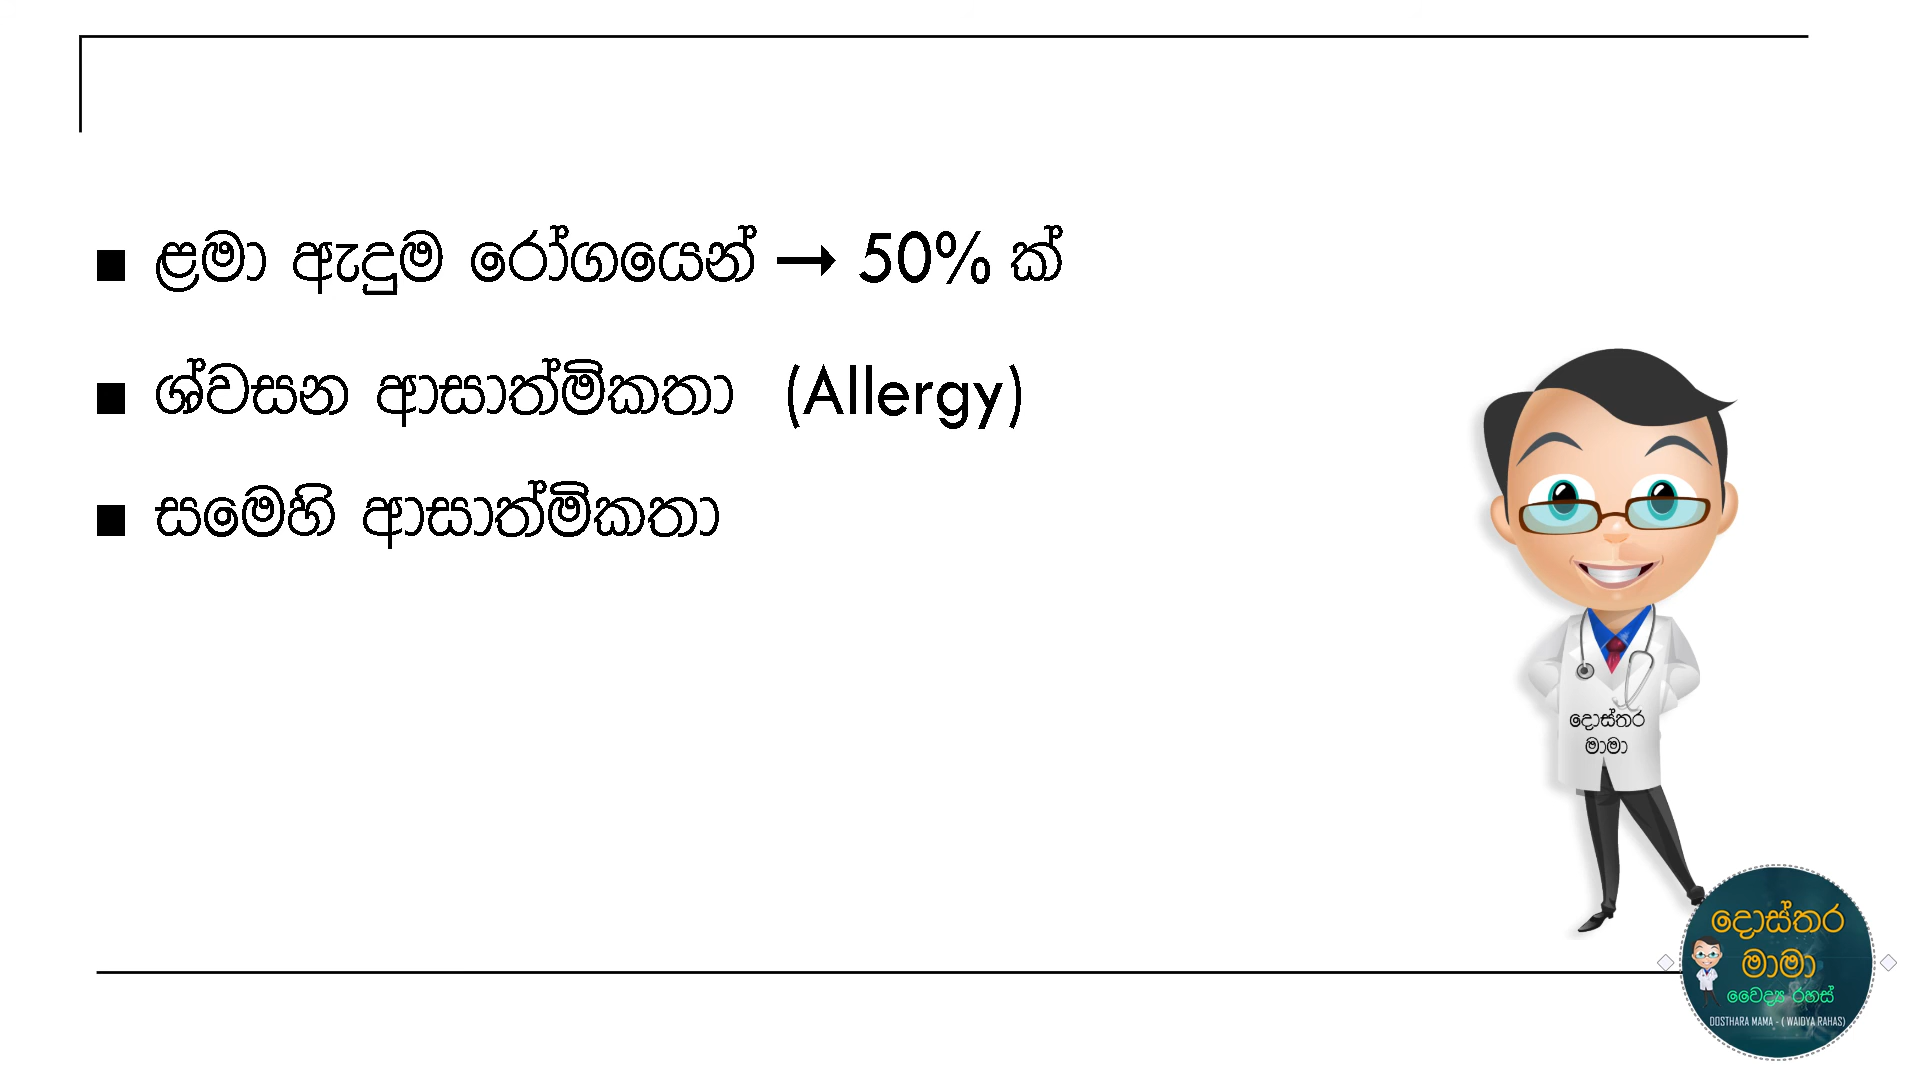 ළමා ඇදුම රෝගයෙන් → 50% ක්
ශ්වසන ආසාත්මිකතා (Allergy)
සමෙහි ආසාත්මිකතා
දොස්තර
මාමා
දොස්තර
මාමා
වෛද්‍ය රහස්
DOSTHARA MAMA - ( WAIDYA RAHAS)